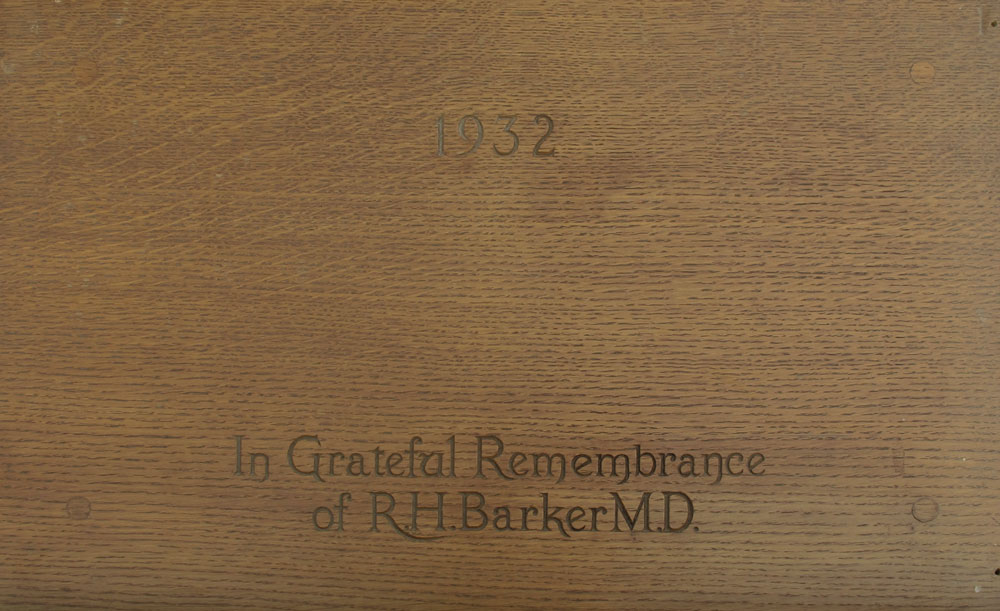 1932
In Grateful Remembrance
of R.H.Barker M.D.